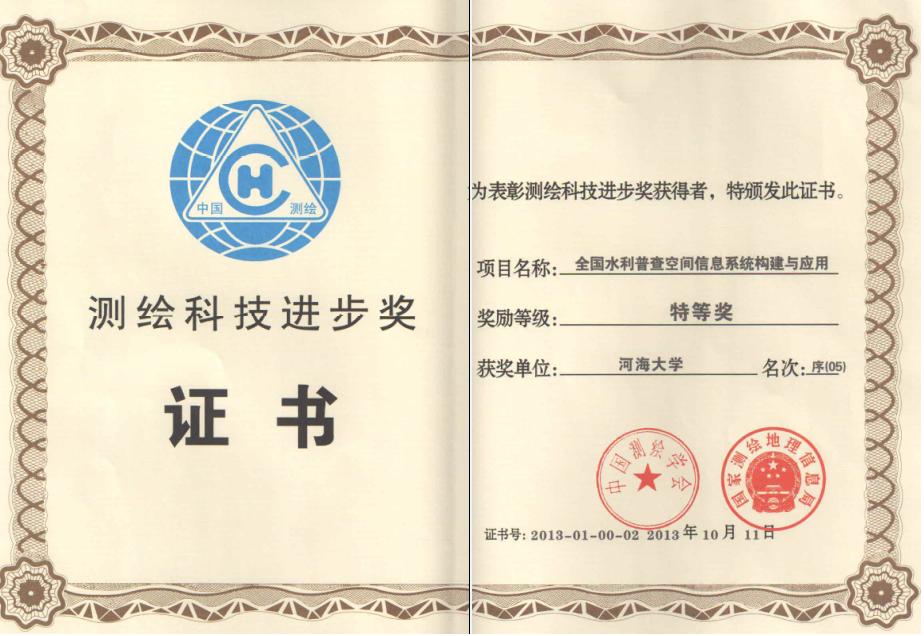 CH
中国 测绘
测绘科技进步奖
证书
为表彰测绘科技进步奖获得者，特颁发此证书。
项目名称：全国水利普查空间信息系统构建与应用
奖励等级：特等奖
获奖单位：河海大学 名次：序(05)
中国测绘学会
国家测绘地理信息局
证书号：2013-01-00-02 2013年10月11日